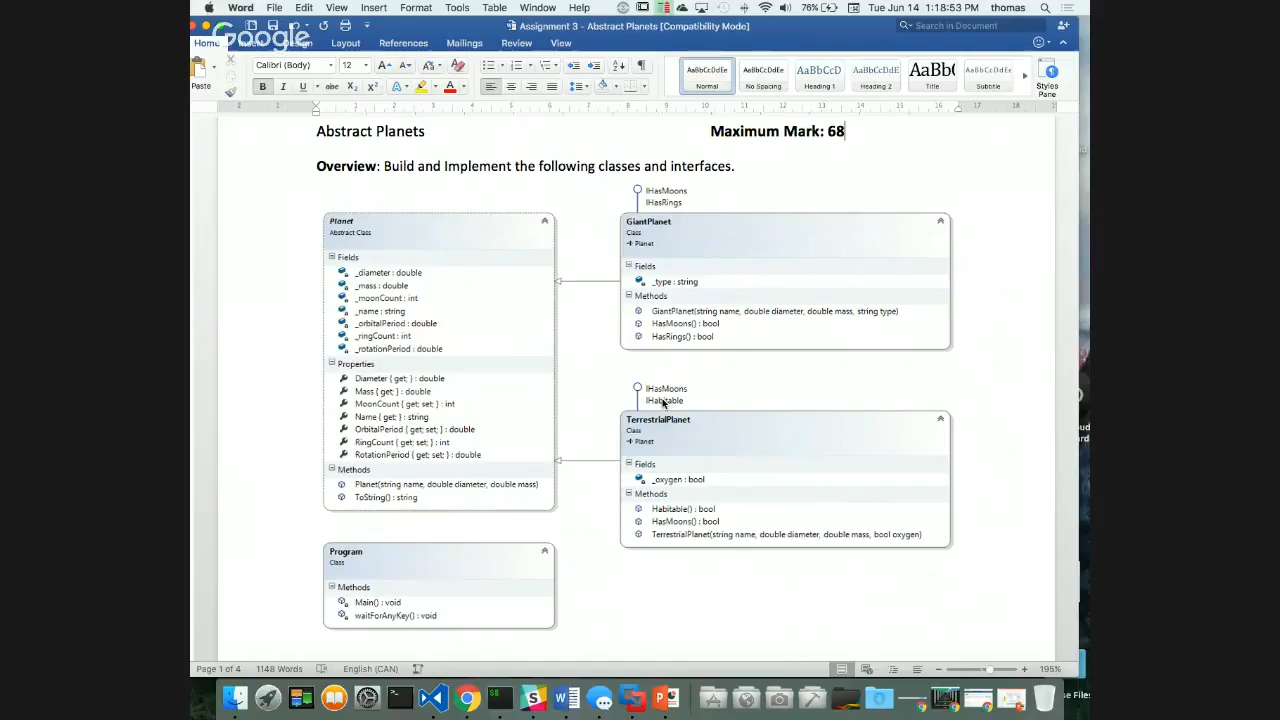 Word File Edit View Insert Format Tools Table Window Help 76% Tue Jun 14 1:18:53 PM thomas
Assignment 3 - Abstract Planets [Compatibility Mode]
Search in Document
Google
Home Insert Design Layout References Mailings Review View
Paste
Calibri (Body) 12
AaBbCcDdEe AaBbCcDdEe AaBbCcD AaBbCcDdE AaBb( AaBbCcDdEe
Normal No Spacing Heading 1 Heading 2 Title Subtitle
Styles Pane
Abstract Planets Maximum Mark: 68
Overview: Build and Implement the following classes and interfaces.
Planet
Abstract Class
Fields
_diameter : double
_mass : double
_moonCount : int
_name : string
_orbitalPeriod : double
_ringCount : int
_rotationPeriod : double
Properties
Diameter { get; } : double
Mass { get; } : double
MoonCount { get; set; } : int
Name { get; } : string
OrbitalPeriod { get; set; } : double
RingCount { get; set; } : int
RotationPeriod { get; set; } : double
Methods
Planet(string name, double diameter, double mass)
ToString() : string
IHasMoons
IHasRings
GiantPlanet
Class
Planet
Fields
_type : string
Methods
GiantPlanet(string name, double diameter, double mass, string type)
HasMoons() : bool
HasRings() : bool
IHasMoons
IHabitable
TerrestrialPlanet
Class
Planet
Fields
_oxygen : bool
Methods
Habitable() : bool
HasMoons() : bool
TerrestrialPlanet(string name, double diameter, double mass, bool oxygen)
Program
Class
Methods
Main() : void
waitForAnyKey() : void
Page 1 of 4 1148 Words English (CAN) 195%